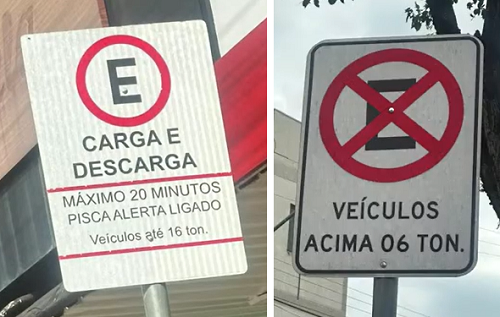 E
CARGA E
DESCARGA
MÁXIMO 20 MINUTOS
PISCA ALERTA LIGADO
Veículos até 16 ton.
E
VEÍCULOS
ACIMA 06 TON.